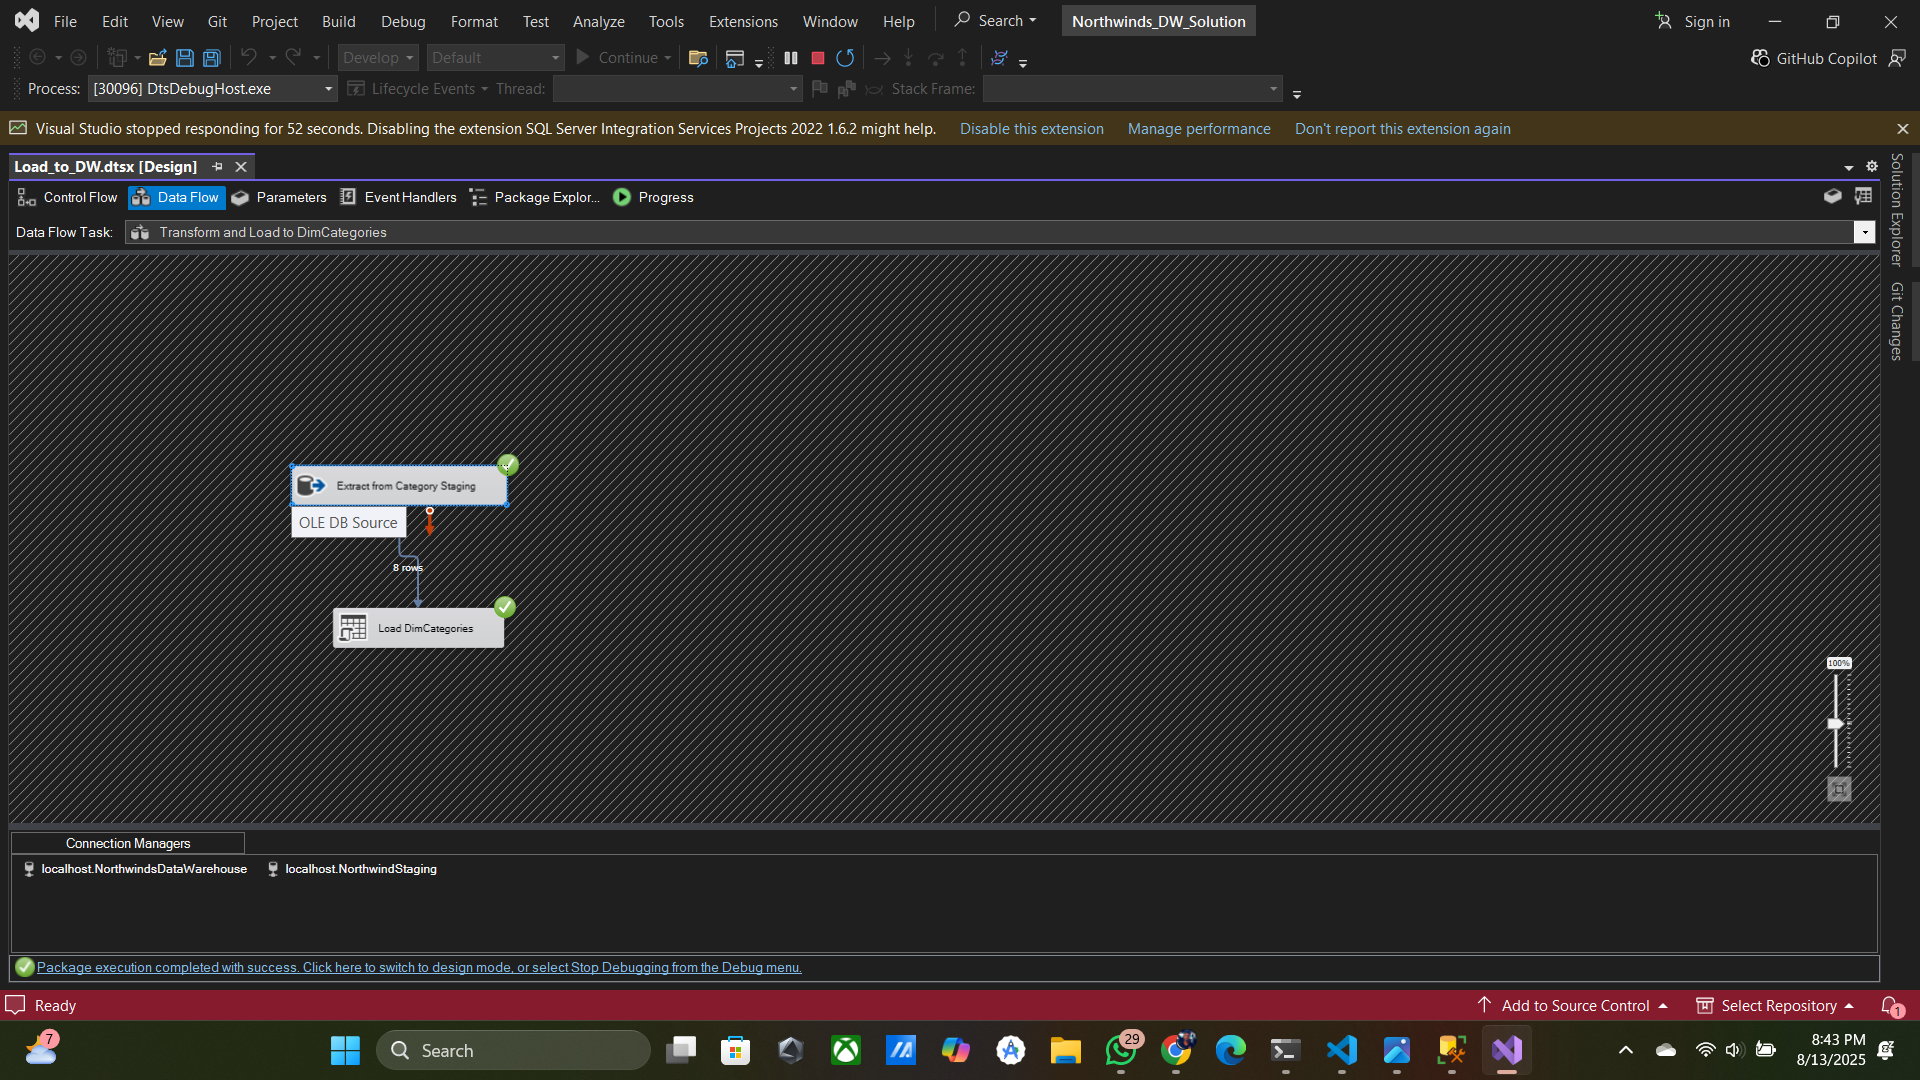 File Edit View Git Project Build Debug Format Test Analyze Tools Extensions Window Help Search Northwinds_DW_Solution Sign in
Develop Default Continue GitHub Copilot
Process: [30096] DtsDebugHost.exe Lifecycle Events Thread: Stack Frame:
Visual Studio stopped responding for 52 seconds. Disabling the extension SQL Server Integration Services Projects 2022 1.6.2 might help. Disable this extension Manage performance Don't report this extension again
Load_to_DW.dtsx [Design]
Control Flow Data Flow Parameters Event Handlers Package Explor... Progress
Data Flow Task: Transform and Load to DimCategories
Solution Explorer
Git Changes
Extract from Category Staging
OLE DB Source
8 rows
Load DimCategories
100%
Connection Managers
localhost.NorthwindsDataWarehouse localhost.NorthwindStaging
Package execution completed with success. Click here to switch to design mode, or select Stop Debugging from the Debug menu.
Ready Add to Source Control Select Repository 1
7 Search 29 8:43 PM
8/13/2025